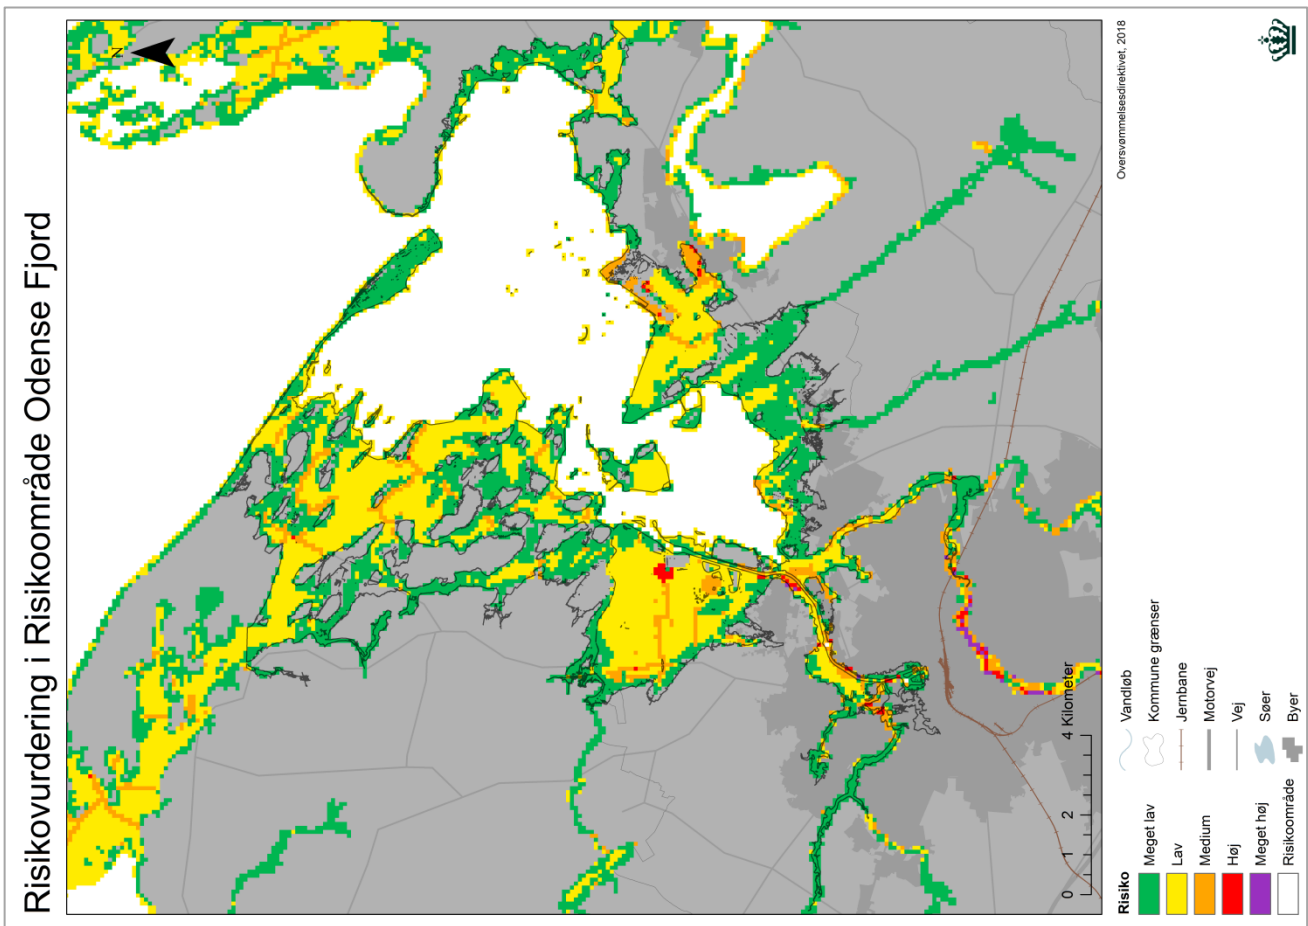 Risikovurdering i Risikoområde Odense Fjord
N
0 1 2 4 Kilometer
Risiko
Meget lav
Lav
Medium
Høj
Meget høj
Risikoområde
Vandløb
Kommune grænser
Jernbane
Motorvej
Vej
Søer
Byer
Oversvømmelsesdirektivet, 2018